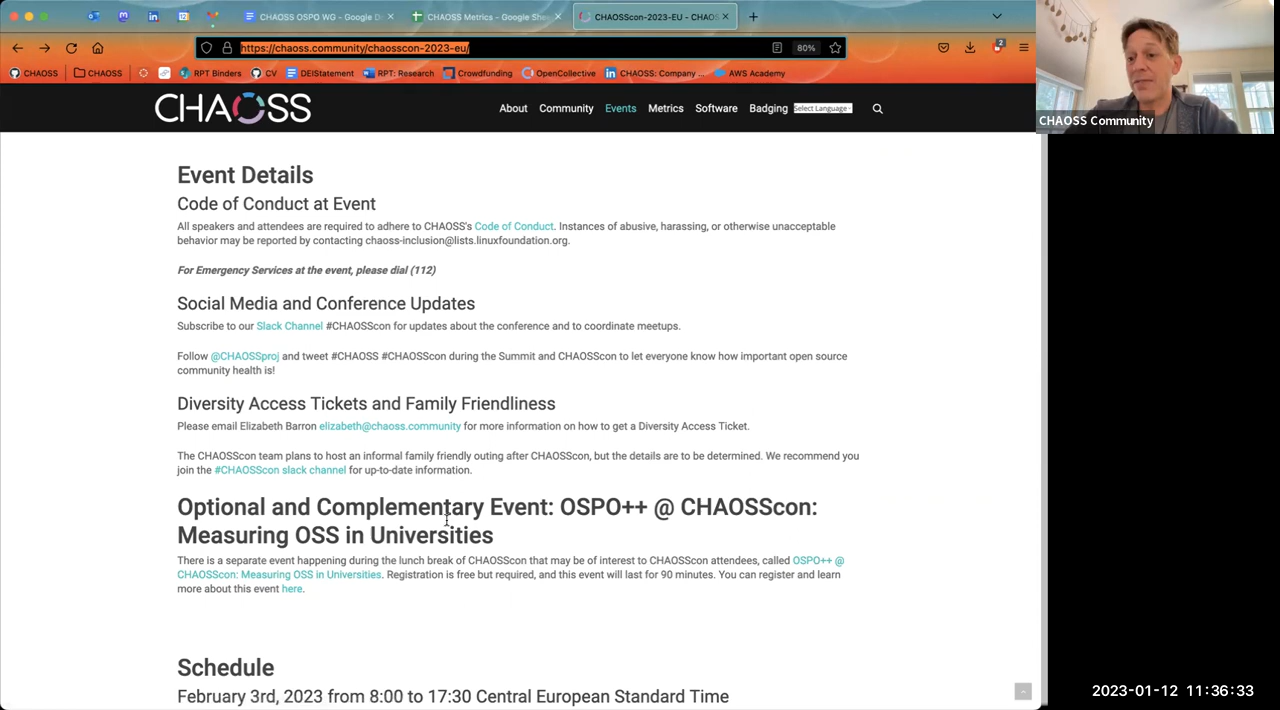 CHAOSS OSPO WG - Google D
CHAOSS Metrics - Google She
CHAOSScon-2023-EU - CHAOS
https://chaoss.community/chaosscon-2023-eu/
80%
2
CHAOSS
CHAOSS
RPT Binders
CV
DEIStatement
RPT: Research
Crowdfunding
OpenCollective
CHAOSS: Company ...
AWS Academy
CHAOSS
About
Community
Events
Metrics
Software
Badging
Select Language
CHAOSS Community
Event Details
Code of Conduct at Event
All speakers and attendees are required to adhere to CHAOSS's Code of Conduct. Instances of abusive, harassing, or otherwise unacceptable
behavior may be reported by contacting chaoss-inclusion@lists.linuxfoundation.org.
For Emergency Services at the event, please dial (112)
Social Media and Conference Updates
Subscribe to our Slack Channel #CHAOSScon for updates about the conference and to coordinate meetups.
Follow @CHAOSSproj and tweet #CHAOSS #CHAOSScon during the Summit and CHAOSScon to let everyone know how important open source
community health is!
Diversity Access Tickets and Family Friendliness
Please email Elizabeth Barron elizabeth@chaoss.community for more information on how to get a Diversity Access Ticket.
The CHAOSScon team plans to host an informal family friendly outing after CHAOSScon, but the details are to be determined. We recommend you
join the #CHAOSScon slack channel for up-to-date information.
Optional and Complementary Event: OSPO++ @ CHAOSScon:
Measuring OSS in Universities
There is a separate event happening during the lunch break of CHAOSScon that may be of interest to CHAOSScon attendees, called OSPO++ @
CHAOSScon: Measuring OSS in Universities. Registration is free but required, and this event will last for 90 minutes. You can register and learn
more about this event here.
Schedule
February 3rd, 2023 from 8:00 to 17:30 Central European Standard Time
2023-01-12 11:36:33